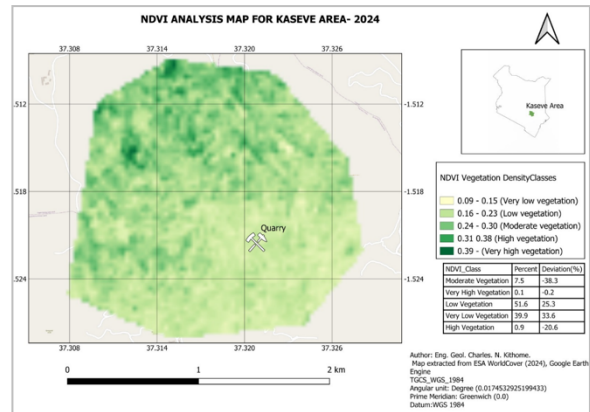 NDVI ANALYSIS MAP FOR KASEVE AREA- 2024
37.308 37.314 37.320 37.326
.512 -1.512
.518 -1.518
Quarry
.524 -1.524
37.308 37.314 37.320 37.326
0 1 2 km
Kaseve Area
NDVI Vegetation DensityClasses
0.09 - 0.15 (Very low vegetation)
0.16 - 0.23 (Low vegetation)
0.24 - 0.30 (Moderate vegetation)
0.31 0.38 (High vegetation)
0.39 - (Very high vegetation)
NDVI_Class Percent Deviation(%)
Moderate Vegetation 7.5 -38.3
Very High Vegetation 0.1 -0.2
Low Vegetation 51.6 25.3
Very Low Vegetation 39.9 33.6
High Vegetation 0.9 -20.6
Author: Eng. Geol. Charles. N. Kithome.
Map extracted from ESA WorldCover (2024), Google Earth
Engine
TGCS_WGS_1984
Angular unit: Degree (0.0174532925199433)
Prime Meridian: Greenwich (0.0)
Datum:WGS 1984